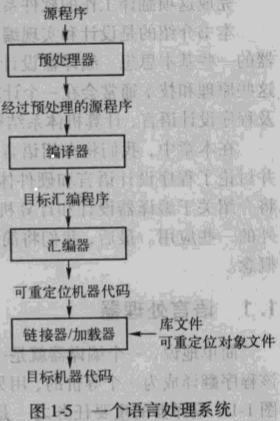 源程序
预处理器
经过预处理的源程序
编译器
目标汇编程序
汇编器
可重定位机器代码
链接器/加载器
库文件
可重定位对象文件
目标机器代码
图 1-5 一个语言处理系统